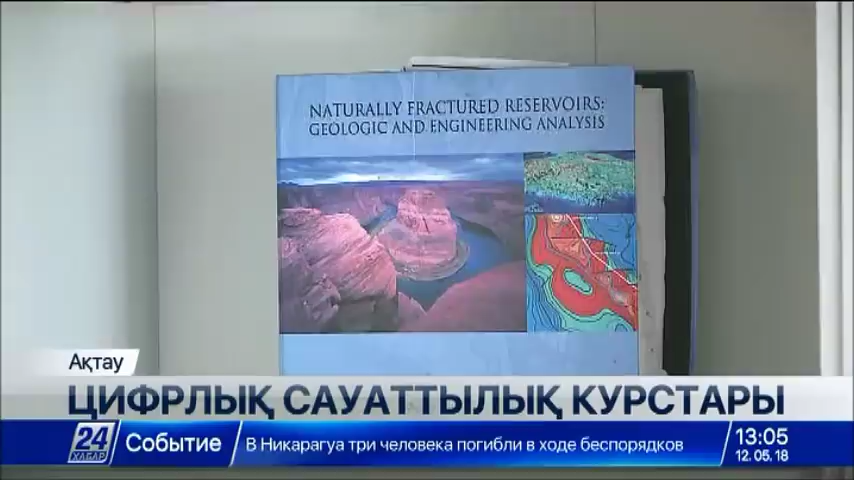 NATURALLY FRACTURED RESERVOIRS:
GEOLOGIC AND ENGINEERING ANALYSIS
Ақтау
ЦИФРЛЫҚ САУАТТЫЛЫҚ КУРСТАРЫ
24
ХАБАР
Событие
В Никарагуа три человека погибли в ходе беспорядков
13:05
12.05.18